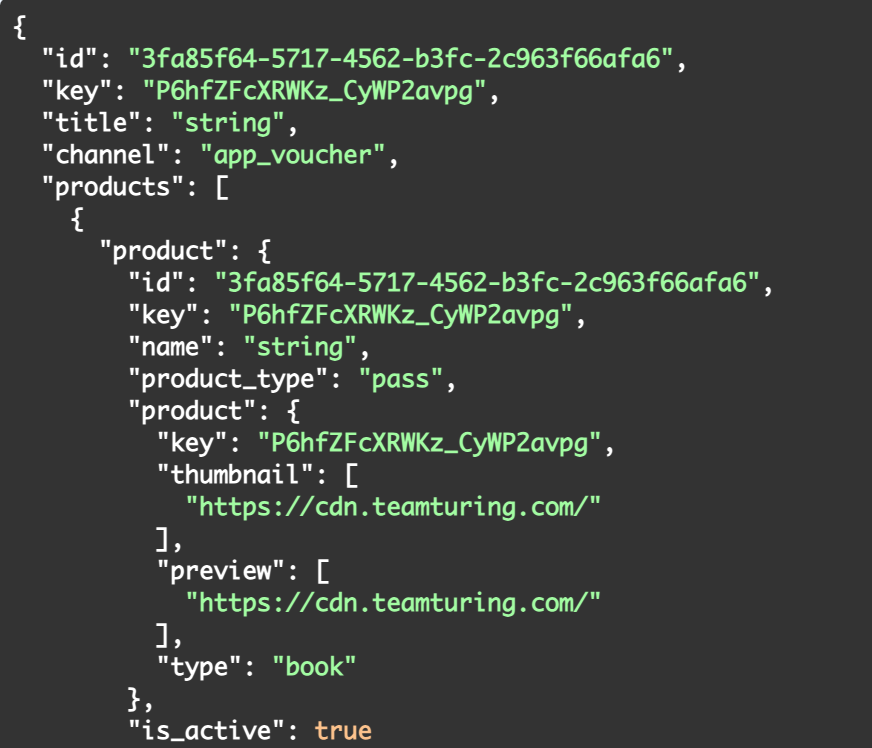 {
"id": "3fa85f64-5717-4562-b3fc-2c963f66afa6",
"key": "P6hfZFcXRWKz_CyWP2avpg",
"title": "string",
"channel": "app_voucher",
"products": [
{
"product": {
"id": "3fa85f64-5717-4562-b3fc-2c963f66afa6",
"key": "P6hfZFcXRWKz_CyWP2avpg",
"name": "string",
"product_type": "pass",
"product": {
"key": "P6hfZFcXRWKz_CyWP2avpg",
"thumbnail": [
"https://cdn.teamturing.com/"
],
"preview": [
"https://cdn.teamturing.com/"
],
"type": "book"
},
"is_active": true